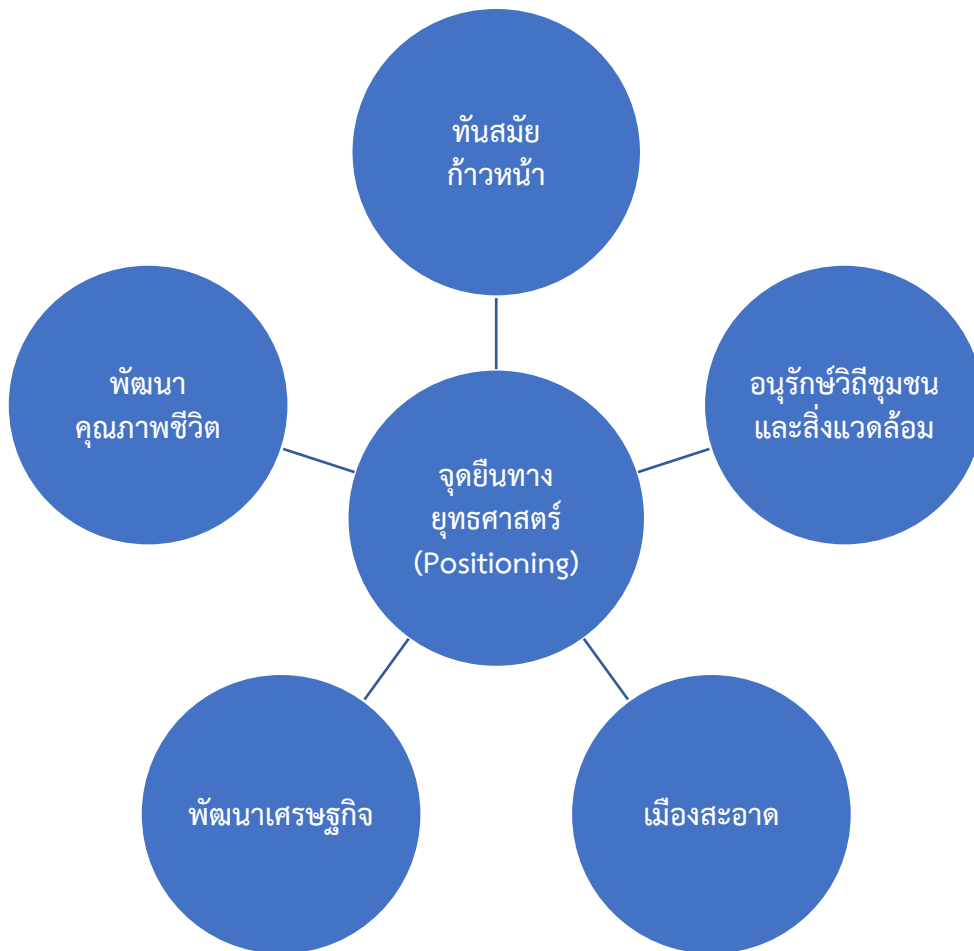 ทันสมัย
ก้าวหน้า
อนุรักษ์วิถีชุมชน
และสิ่งแวดล้อม
เมืองสะอาด
พัฒนาเศรษฐกิจ
พัฒนา
คุณภาพชีวิต
จุดยืนทาง
ยุทธศาสตร์
(Positioning)